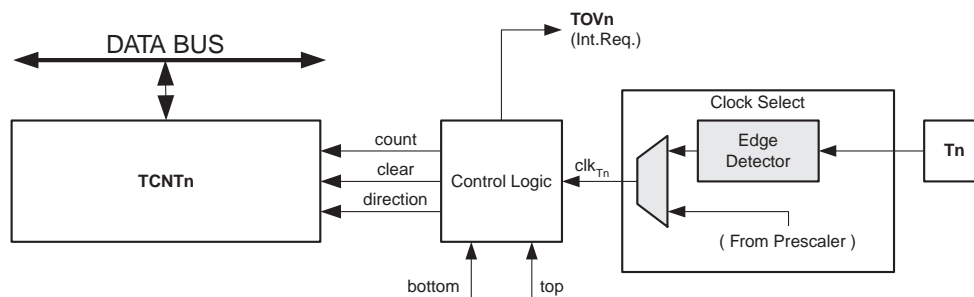 TOVn
(Int.Req.)
DATA BUS
Clock Select
count
Edge
Detector
Tn
TCNTn
clear
Control Logic
clkTn
direction
( From Prescaler )
bottom
top